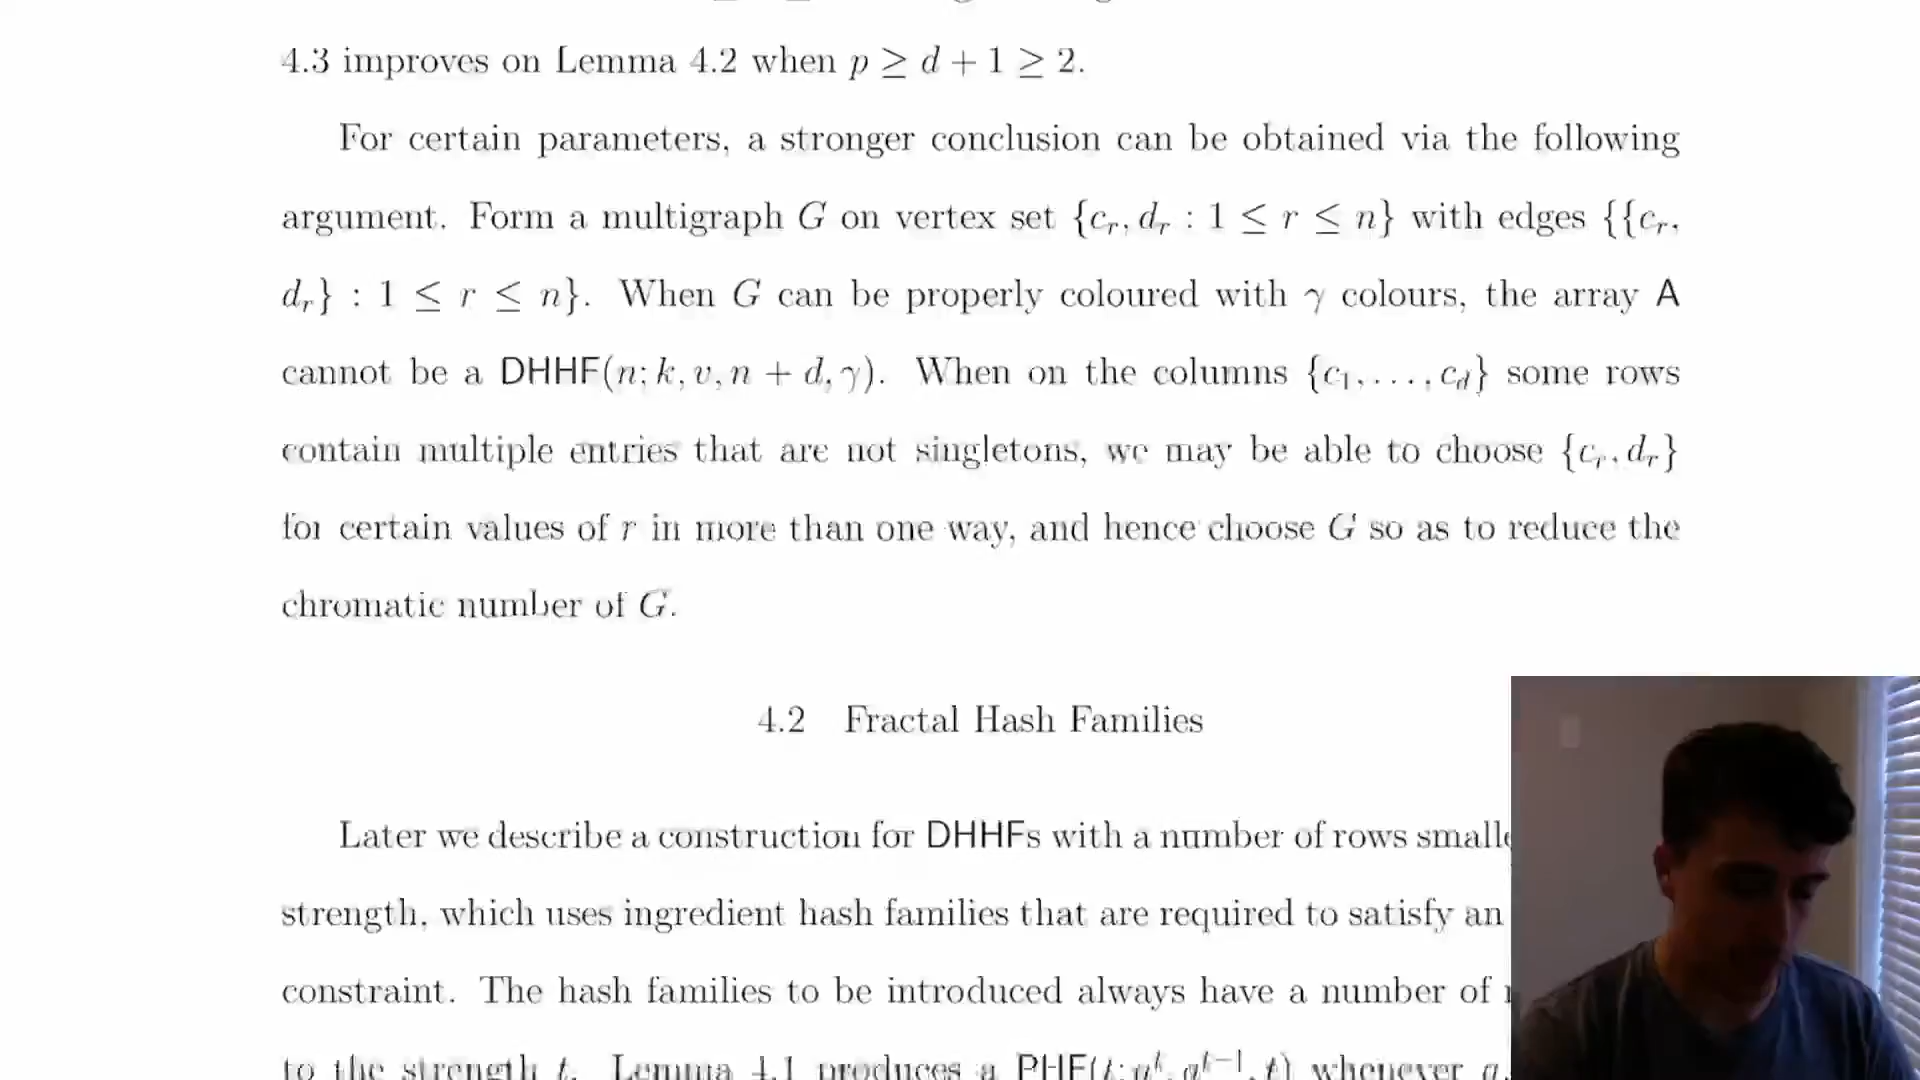 4.3 improves on Lemma 4.2 when p ≥ d + 1 ≥ 2.
For certain parameters, a stronger conclusion can be obtained via the following
argument. Form a multigraph G on vertex set {c_r, d_r : 1 ≤ r ≤ n} with edges {{c_r,
d_r} : 1 ≤ r ≤ n}. When G can be properly coloured with γ colours, the array A
cannot be a DHHF(n; k, v, n + d, γ). When on the columns {c_1, . . . , c_d} some rows
contain multiple entries that are not singletons, we may be able to choose {c_r, d_r}
for certain values of r in more than one way, and hence choose G so as to reduce the
chromatic number of G.
4.2 Fractal Hash Families
Later we describe a construction for DHHFs with a number of rows
strength, which uses ingredient hash families that are required to satisfy an
constraint. The hash families to be introduced always have a number of
to the strength t. Lemma 4.1 produces a PHF( whenever